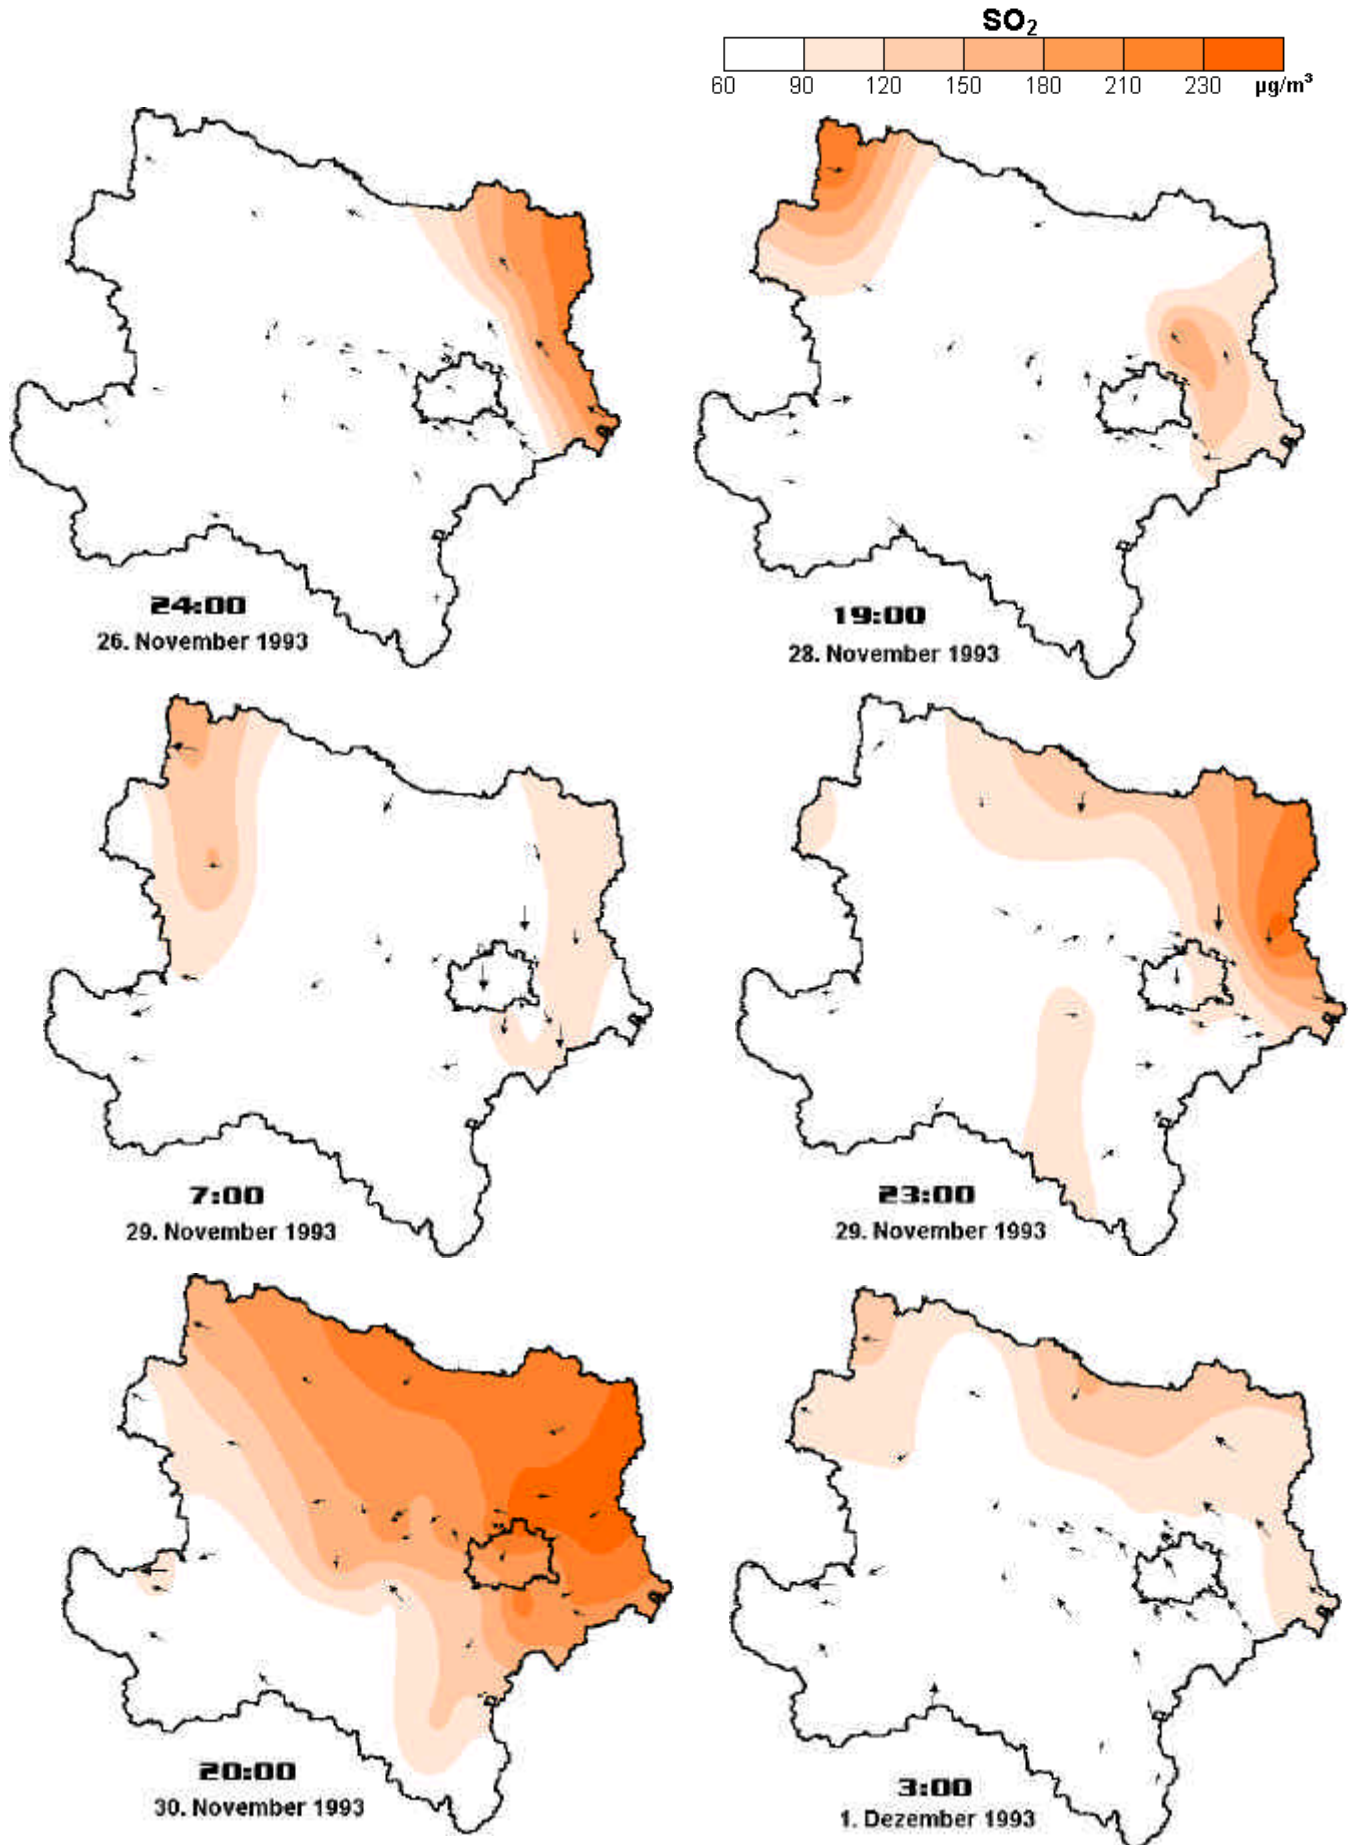 SO₂
60 90 120 150 180 210 230 µg/m³
24:00
26. November 1993
19:00
28. November 1993
7:00
29. November 1993
23:00
29. November 1993
20:00
30. November 1993
3:00
1. Dezember 1993